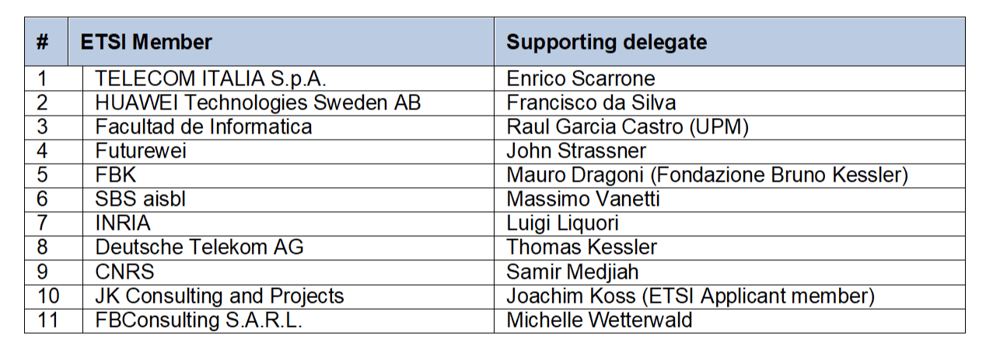 # ETSI Member Supporting delegate
1 TELECOM ITALIA S.p.A. Enrico Scarrone
2 HUAWEI Technologies Sweden AB Francisco da Silva
3 Facultad de Informatica Raul Garcia Castro (UPM)
4 Futurewei John Strassner
5 FBK Mauro Dragoni (Fondazione Bruno Kessler)
6 SBS aisbl Massimo Vanetti
7 INRIA Luigi Liquori
8 Deutsche Telekom AG Thomas Kessler
9 CNRS Samir Medjiah
10 JK Consulting and Projects Joachim Koss (ETSI Applicant member)
11 FBConsulting S.A.R.L. Michelle Wetterwald